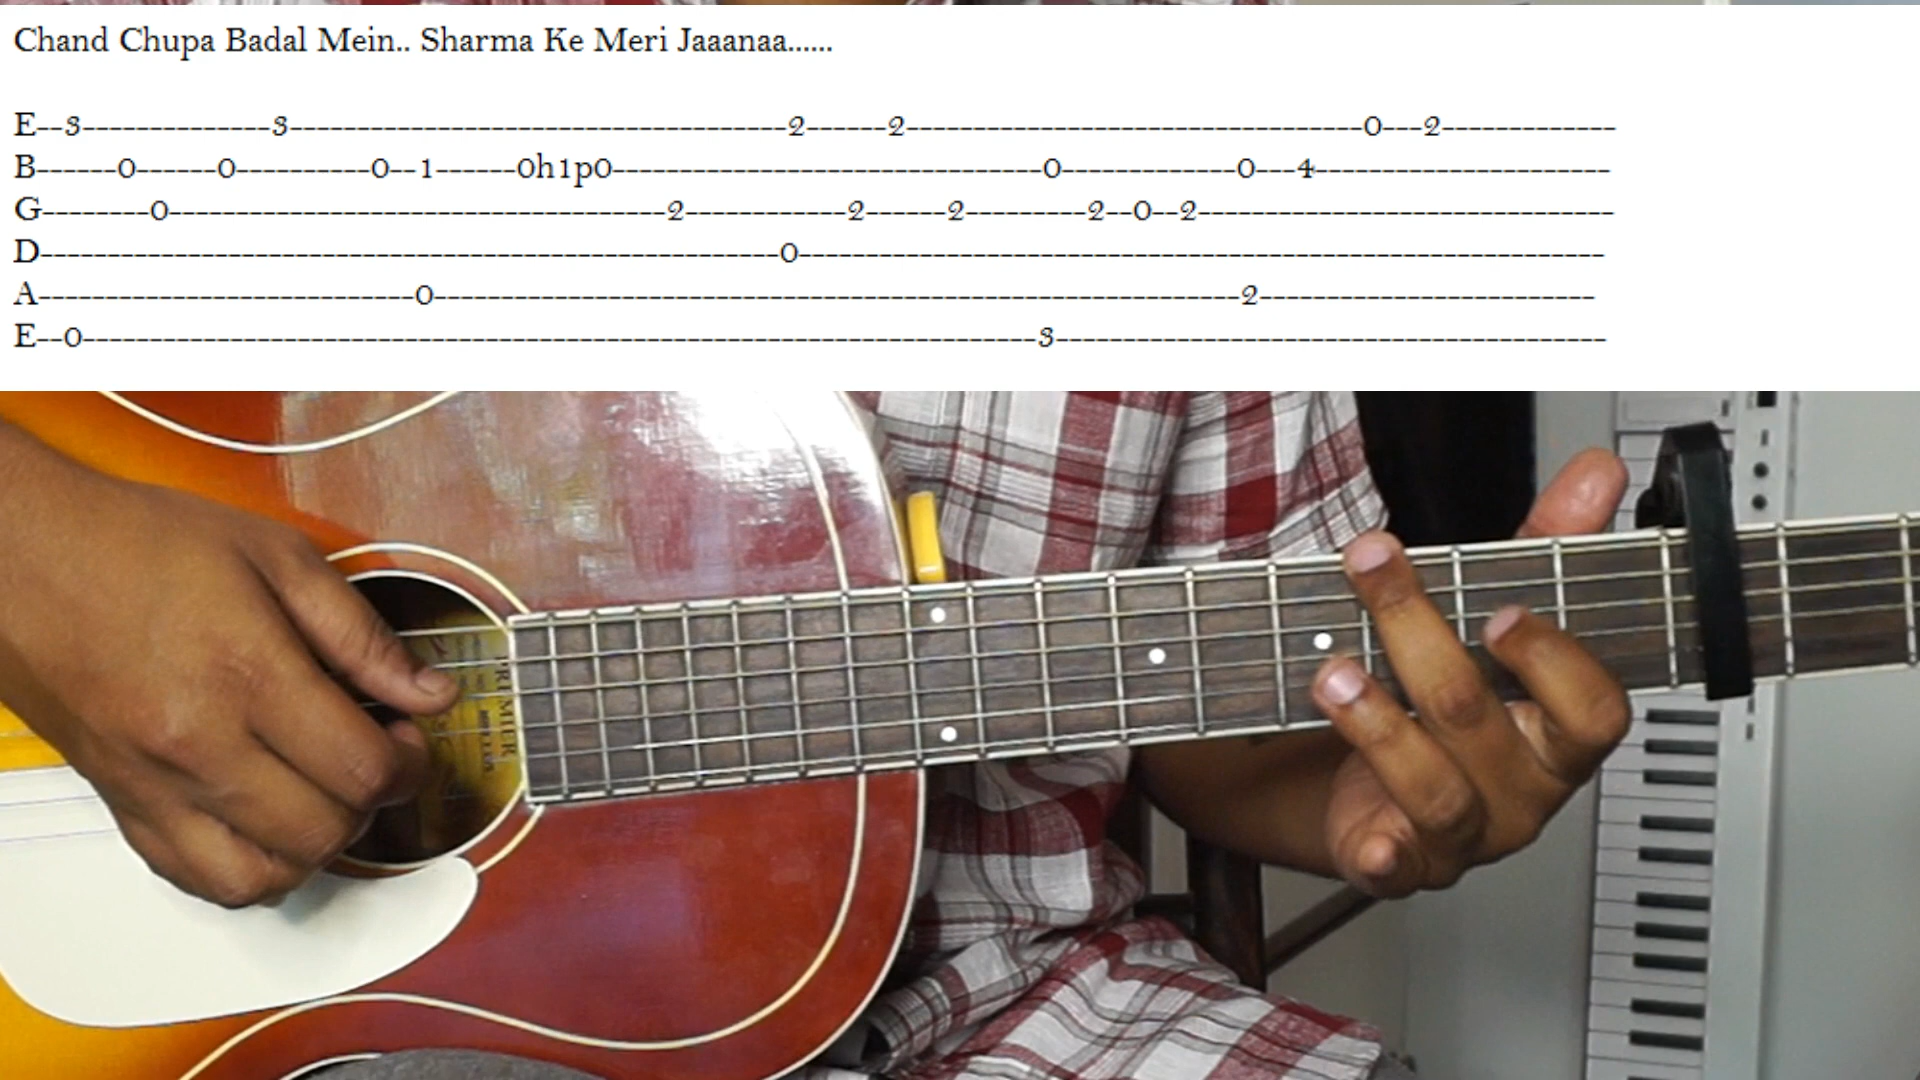 Chand Chupa Badal Mein.. Sharma Ke Meri Jaaanaa......
E--3--------------3-------------------------------------2------2----------------------------------0---2-------------
B------0------0----------0--1------0h1p0--------------------------------0-------------0---4----------------------
G--------0-------------------------------------2------------2------2----------2--0--2-------------------------------
D-------------------------------------------------------0------------------------------------------------------------
A----------------------------0------------------------------------------------------------2-------------------------
E--0-----------------------------------------------------------------------3-----------------------------------------
PREMIER